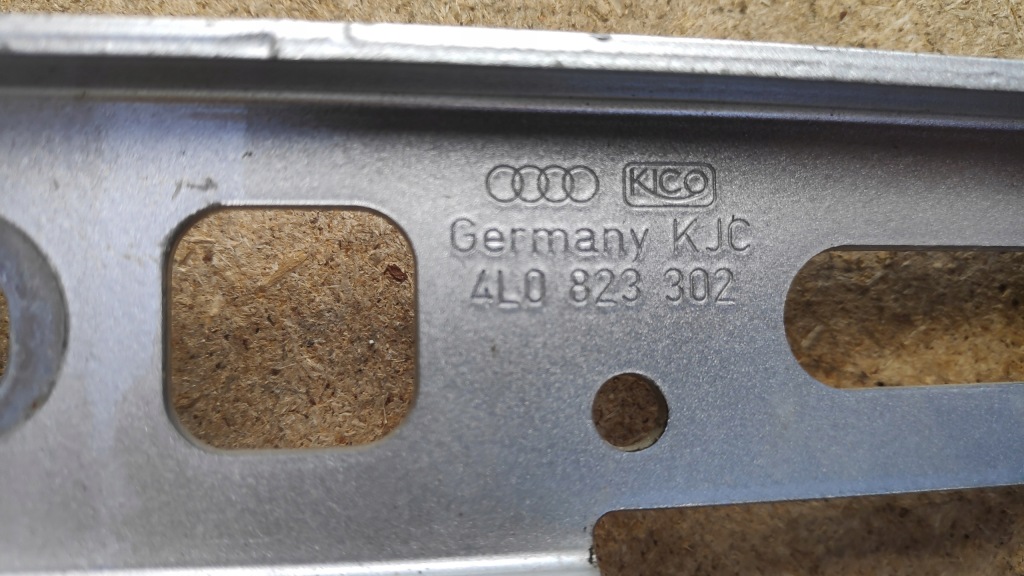 KICO
Germany KJC
4L0 823 302